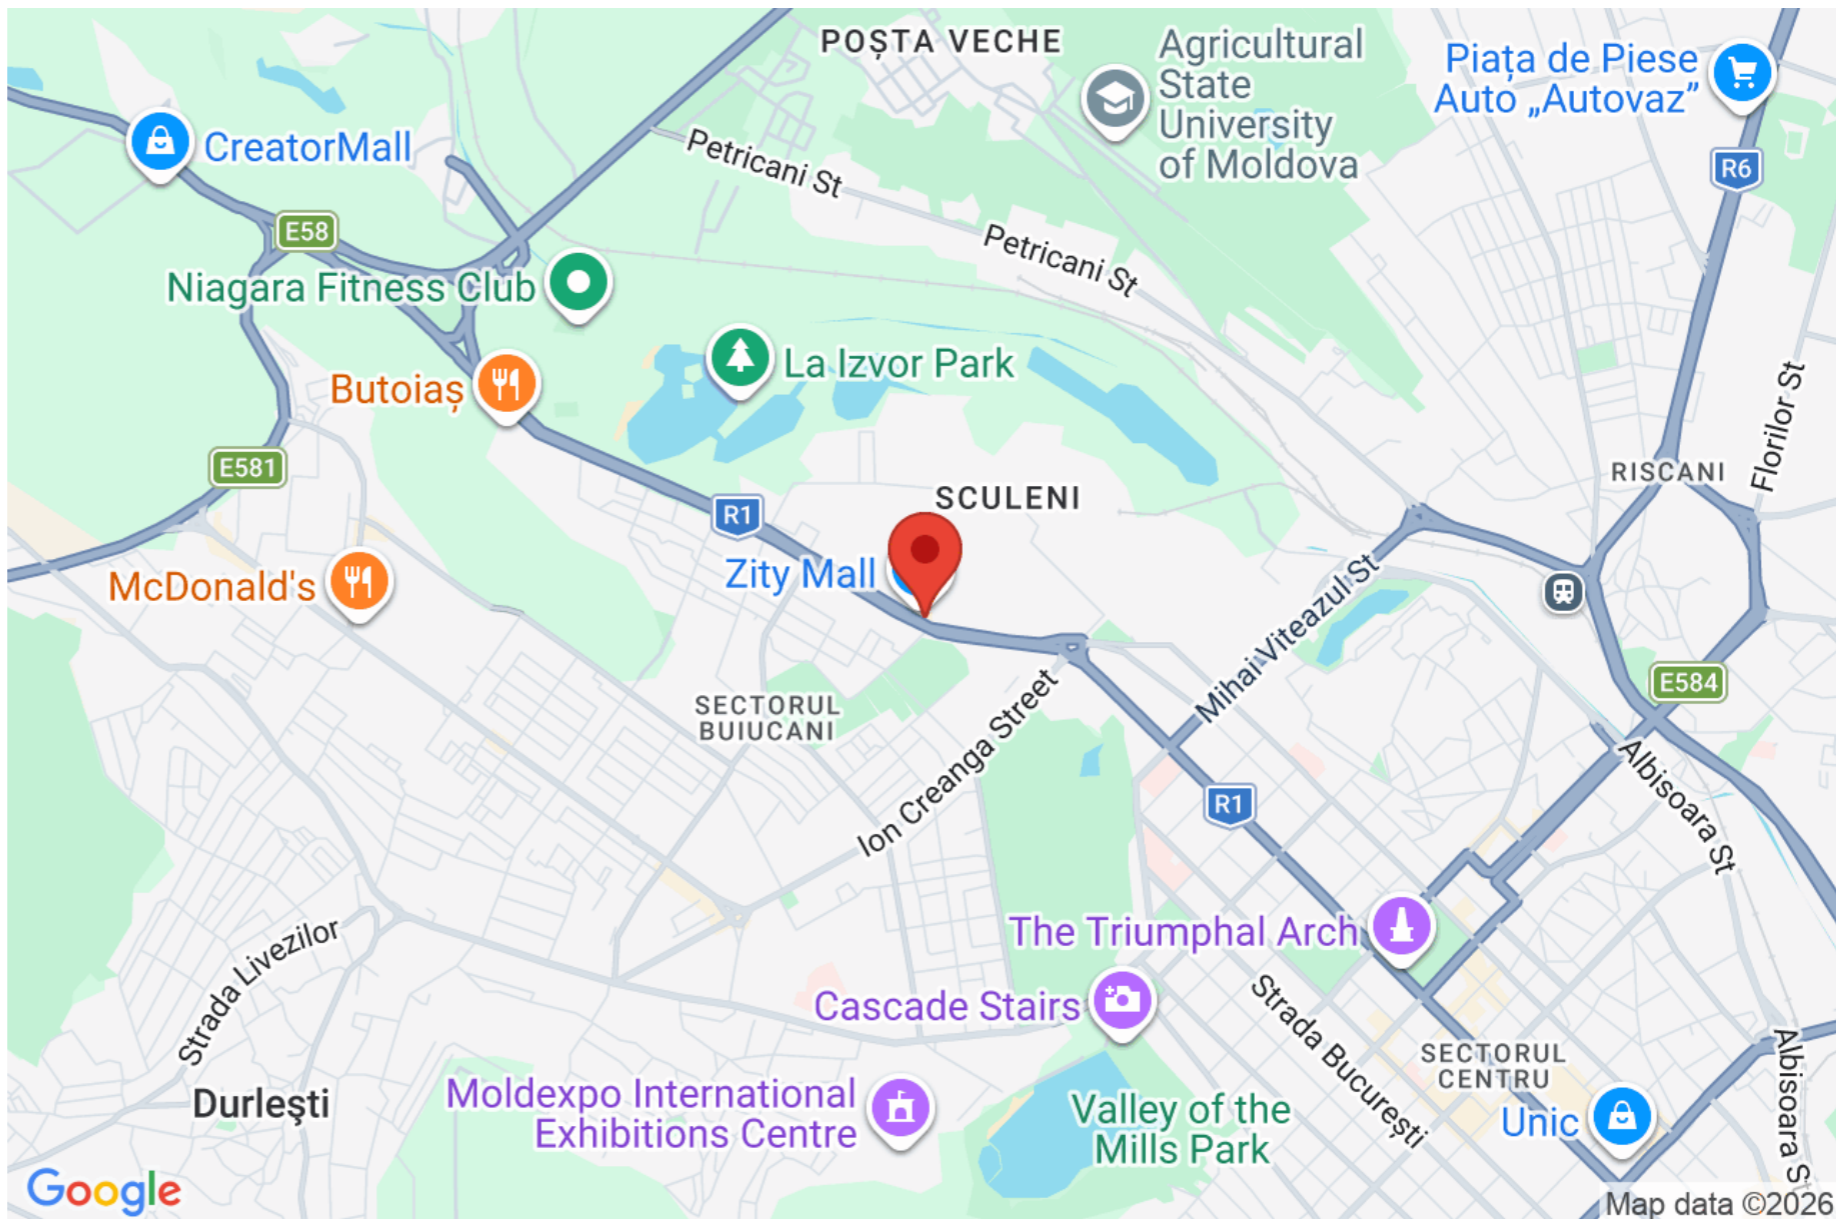 POȘTA VECHE
Agricultural
State
University
of Moldova
Piața de Piese
Auto „Autovaz”
CreatorMall
Petricani St
R6
E58
Petricani St
Niagara Fitness Club
La Izvor Park
Butoiaș
Florilor St
E581
RISCANI
SCULENI
R1
Zity Mall
McDonald's
Mihai Viteazul St
E584
SECTORUL
BUIUCANI
Ion Creanga Street
Albisoara St
R1
The Triumphal Arch
Strada Livezilor
Cascade Stairs
Strada București
SECTORUL
CENTRU
Albisoara St
Durleşti
Moldexpo International
Exhibitions Centre
Valley of the
Mills Park
Unic
Google
Map data ©2026